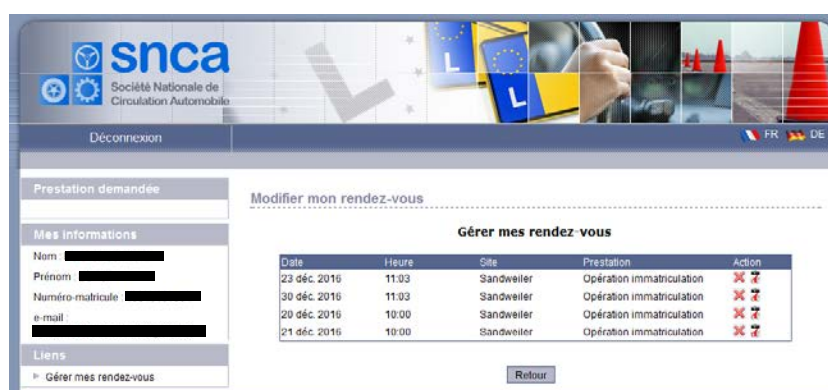 snca
Société Nationale de
Circulation Automobile
L
L
L
Déconnexion
FR DE
Prestation demandée
Modifier mon rendez-vous
Mes informations
Gérer mes rendez-vous
Nom :
Date Heure Site Prestation Action
Prénom :
23 déc. 2016 11:03 Sandweiler Opération immatriculation
Numéro-matricule :
30 déc. 2016 11:03 Sandweiler Opération immatriculation
e-mail :
20 déc. 2016 10:00 Sandweiler Opération immatriculation
21 déc. 2016 10:00 Sandweiler Opération immatriculation
Liens
Gérer mes rendez-vous
Retour